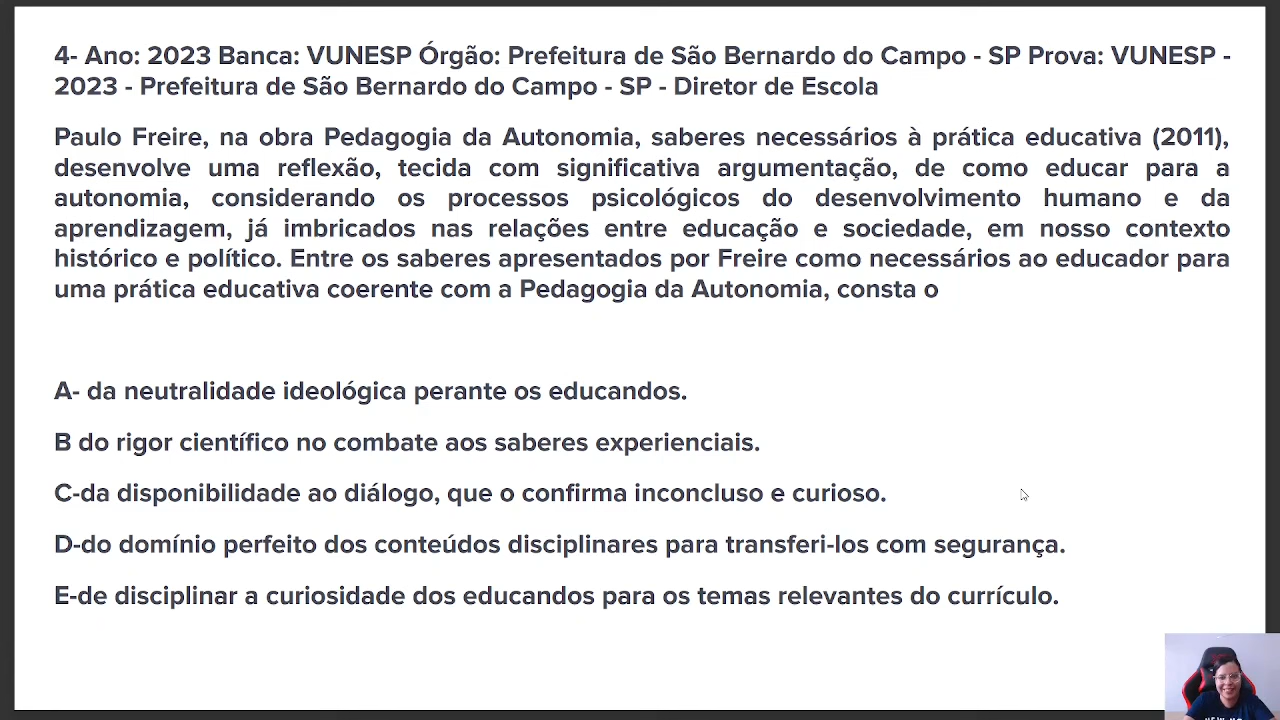 4- Ano: 2023 Banca: VUNESP Órgão: Prefeitura de São Bernardo do Campo - SP Prova: VUNESP -
2023 - Prefeitura de São Bernardo do Campo - SP - Diretor de Escola
Paulo Freire, na obra Pedagogia da Autonomia, saberes necessários à prática educativa (2011),
desenvolve uma reflexão, tecida com significativa argumentação, de como educar para a
autonomia, considerando os processos psicológicos do desenvolvimento humano e da
aprendizagem, já imbricados nas relações entre educação e sociedade, em nosso contexto
histórico e político. Entre os saberes apresentados por Freire como necessários ao educador para
uma prática educativa coerente com a Pedagogia da Autonomia, consta o
A- da neutralidade ideológica perante os educandos.
B do rigor científico no combate aos saberes experienciais.
C-da disponibilidade ao diálogo, que o confirma inconcluso e curioso.
D-do domínio perfeito dos conteúdos disciplinares para transferi-los com segurança.
E-de disciplinar a curiosidade dos educandos para os temas relevantes do currículo.